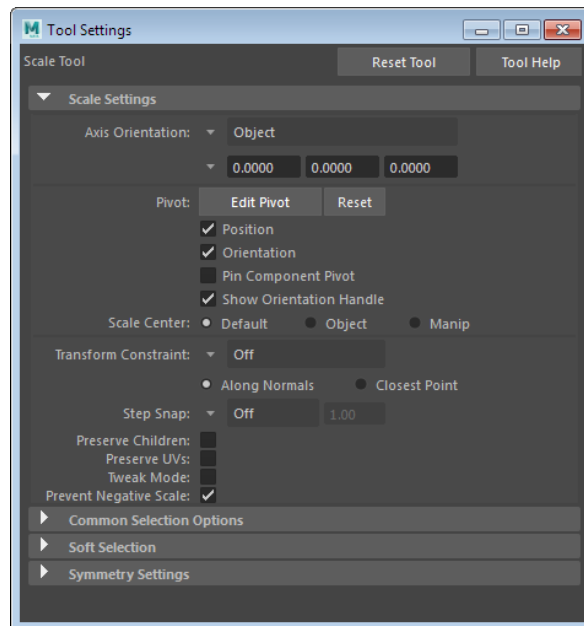 Tool Settings
Scale Tool Reset Tool Tool Help
Scale Settings
Axis Orientation: Object
0.0000 0.0000 0.0000
Pivot: Edit Pivot Reset
Position
Orientation
Pin Component Pivot
Show Orientation Handle
Scale Center: Default Object Manip
Transform Constraint: Off
Along Normals Closest Point
Step Snap: Off 1.00
Preserve Children:
Preserve UVs:
Tweak Mode:
Prevent Negative Scale:
Common Selection Options
Soft Selection
Symmetry Settings